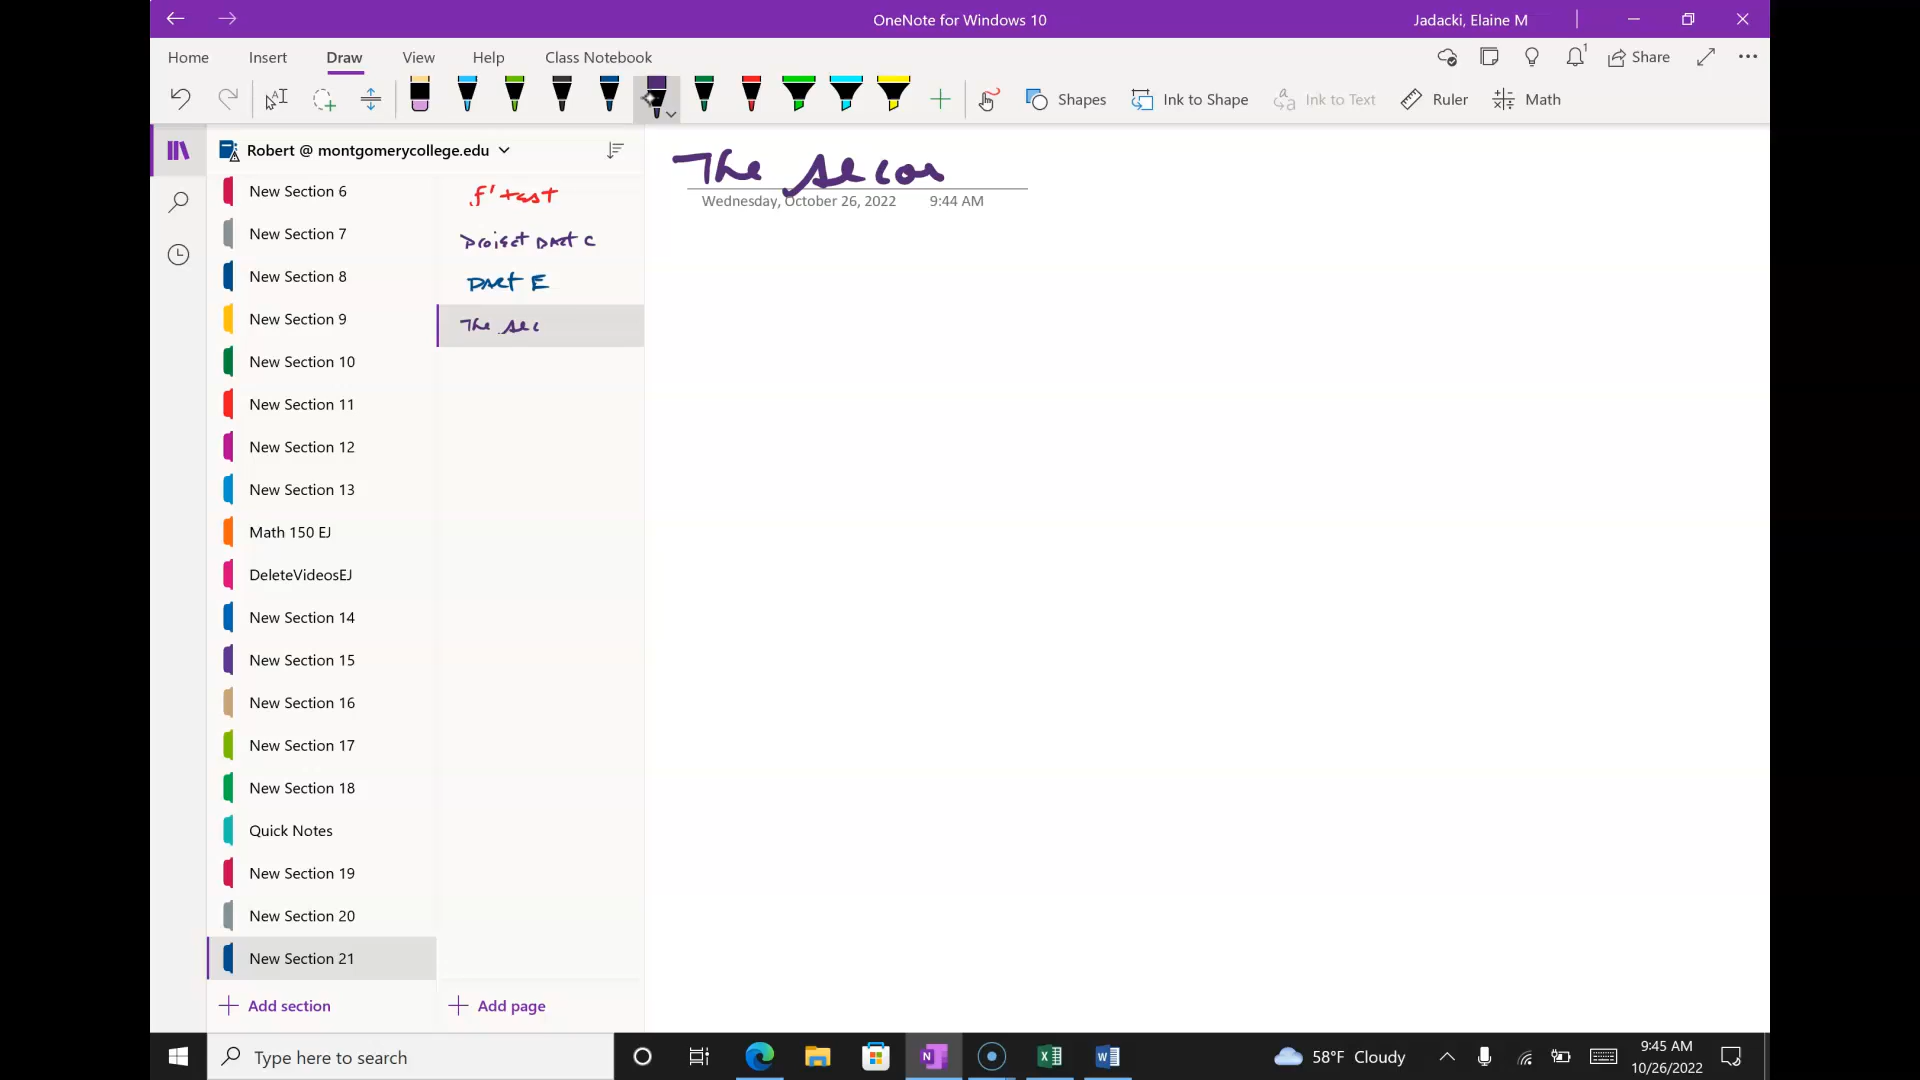 OneNote for Windows 10
Jadacki, Elaine M
Home Insert Draw View Help Class Notebook
1
Share
Shapes
Ink to Shape
Ink to Text
Ruler
Math
Robert @ montgomerycollege.edu
New Section 6
New Section 7
New Section 8
New Section 9
New Section 10
New Section 11
New Section 12
New Section 13
Math 150 EJ
DeleteVideosEJ
New Section 14
New Section 15
New Section 16
New Section 17
New Section 18
Quick Notes
New Section 19
New Section 20
New Section 21
Add section
f' test
Project Part C
Part E
The sec
Add page
The secon
Wednesday, October 26, 2022 9:44 AM
Type here to search
58°F Cloudy
9:45 AM
10/26/2022